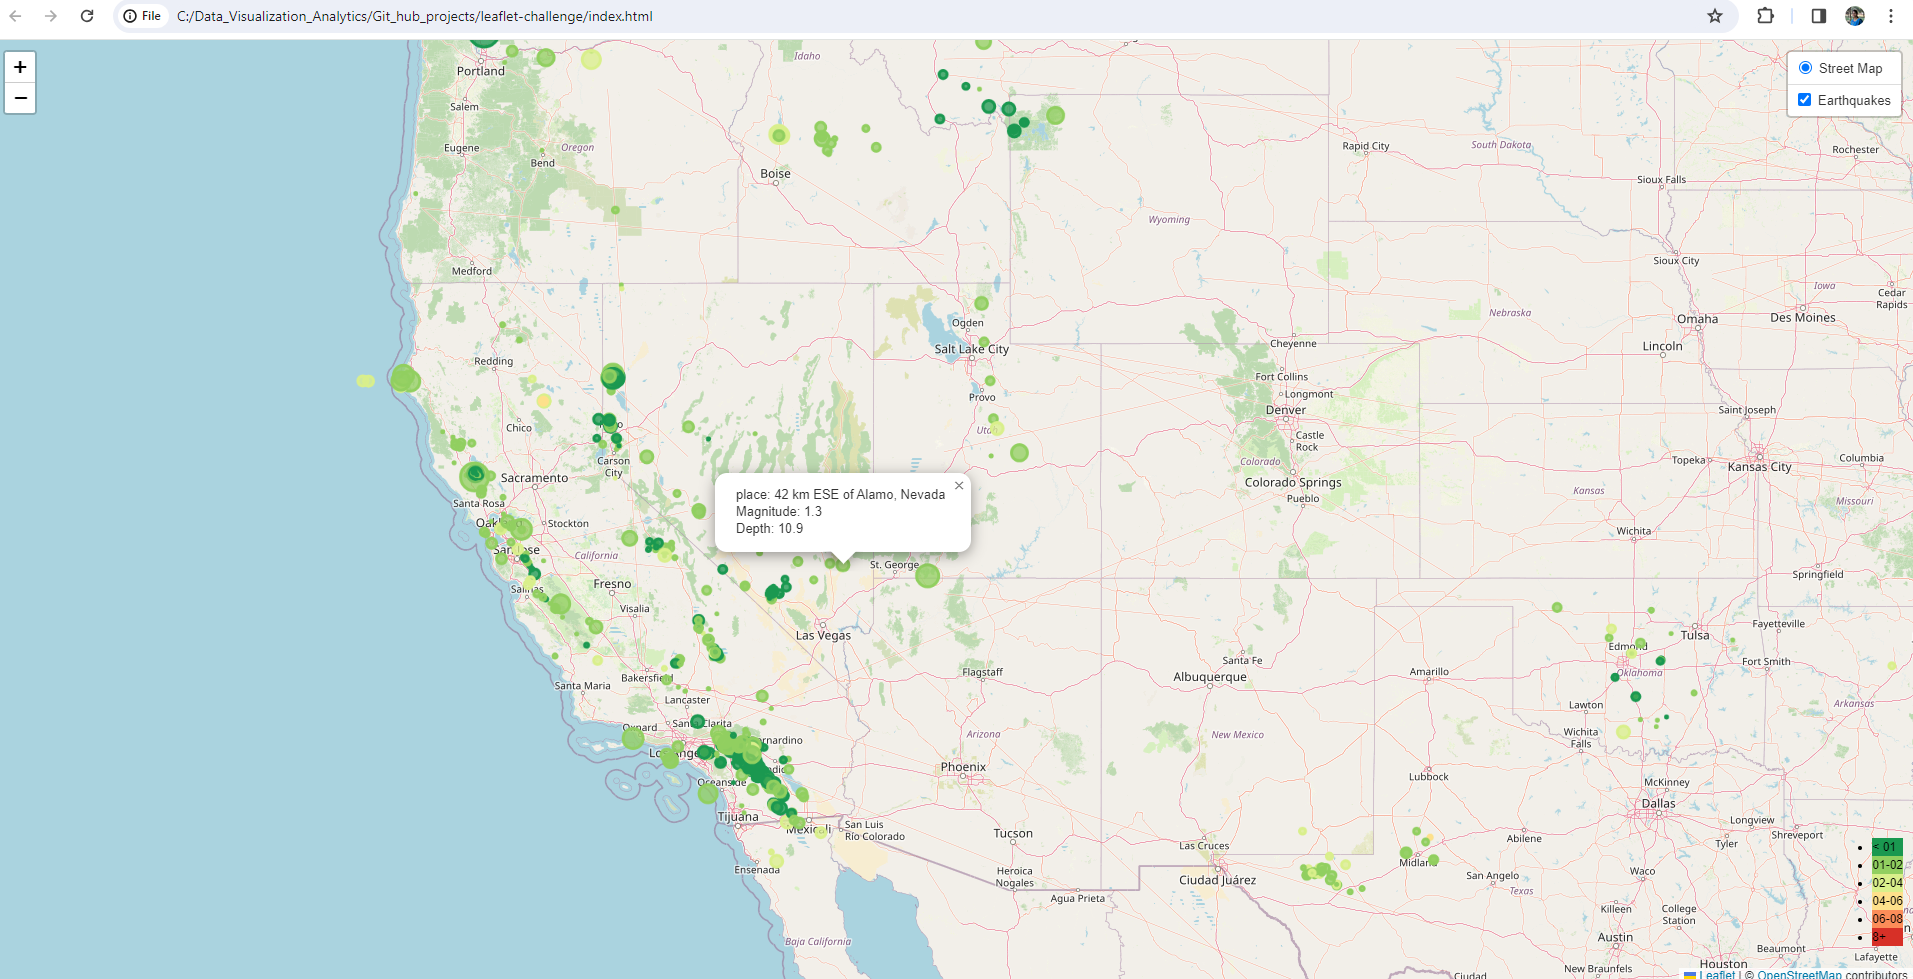 File C:/Data_Visualization_Analytics/Git_hub_projects/leaflet-challenge/index.html
+
−
Street Map
Earthquakes
Portland
Idaho
Salem
Eugene
Oregon
Bend
Boise
Medford
Rapid City
South Dakota
Rochester
Sioux Falls
Wyoming
Sioux City
Iowa
Cedar
Rapids
Ogden
Salt Lake City
Nebraska
Omaha
Des Moines
Cheyenne
Lincoln
Redding
Provo
Fort Collins
Longmont
Denver
Saint Joseph
Chico
Utah
Castle
Rock
Carson
City
Colorado
Topeka
Kansas City
Columbia
Sacramento
Colorado Springs
Pueblo
Kansas
Missouri
Santa Rosa
place: 42 km ESE of Alamo, Nevada
×
Magnitude: 1.3
Depth: 10.9
Stockton
Wichita
San Jose
California
St. George
Springfield
Fresno
Salinas
Visalia
Las Vegas
Fayetteville
Tulsa
Edmond
Santa Fe
Fort Smith
Bakersfield
Flagstaff
Albuquerque
Amarillo
Oklahoma
Santa Maria
Lancaster
Lawton
Arkansas
Oxnard
Santa Clarita
Arizona
New Mexico
Wichita
Falls
Phoenix
Lubbock
Oceanside
McKinney
Dallas
Tijuana
Mexicali
San Luis
Río Colorado
Tucson
Longview
Shreveport
Abilene
Tyler
Las Cruces
Midland
Ensenada
Heroica
Nogales
Ciudad Juárez
San Angelo
Waco
Texas
Agua Prieta
Killeen
College
Station
Baja California
Austin
Beaumont
Lafayette
Houston
New Braunfels
Ciudad
< 01
01-02
02-04
04-06
06-08
8+
Leaflet | © OpenStreetMap contributors